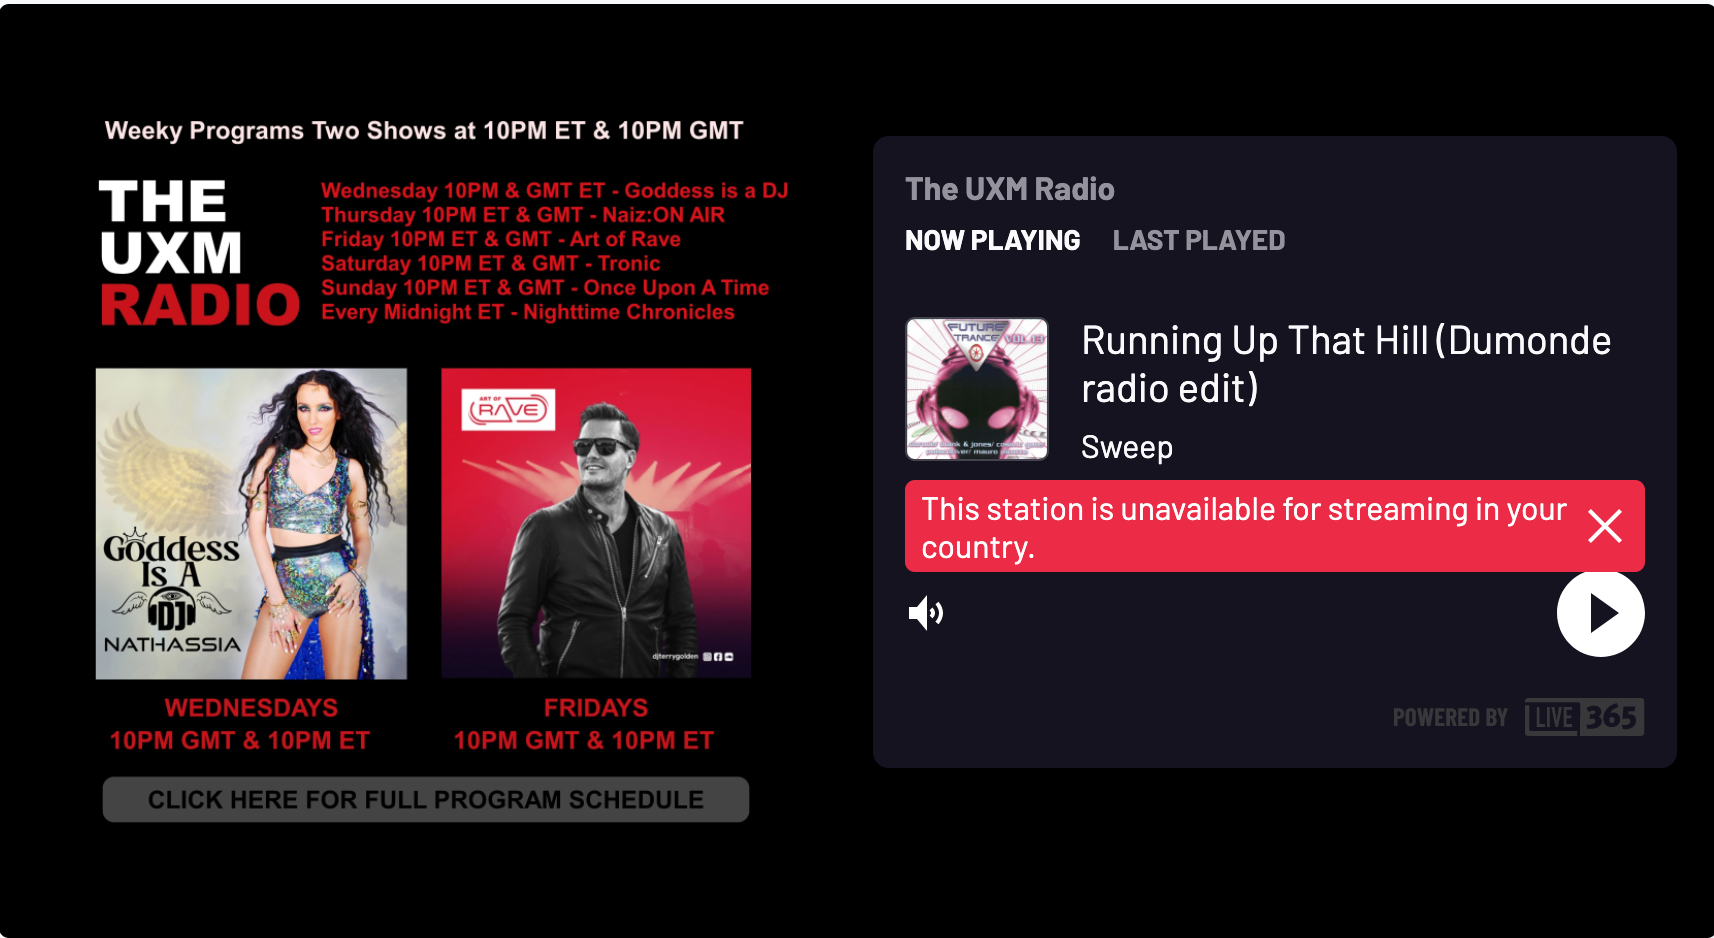 Weeky Programs Two Shows at 10PM ET & 10PM GMT
THE
UXM
RADIO
Wednesday 10PM & GMT ET - Goddess is a DJ
Thursday 10PM ET & GMT - Naiz:ON AIR
Friday 10PM ET & GMT - Art of Rave
Saturday 10PM ET & GMT - Tronic
Sunday 10PM ET & GMT - Once Upon A Time
Every Midnight ET - Nighttime Chronicles
GODDESS
IS A
DJ
NATHASSIA
ART OF
RAVE
djterrygolden
WEDNESDAYS
10PM GMT & 10PM ET
FRIDAYS
10PM GMT & 10PM ET
CLICK HERE FOR FULL PROGRAM SCHEDULE
The UXM Radio
NOW PLAYING LAST PLAYED
FUTURE
TRANCE VOL. 13
Running Up That Hill (Dumonde
radio edit)
Sweep
This station is unavailable for streaming in your
country.
POWERED BY LIVE 365